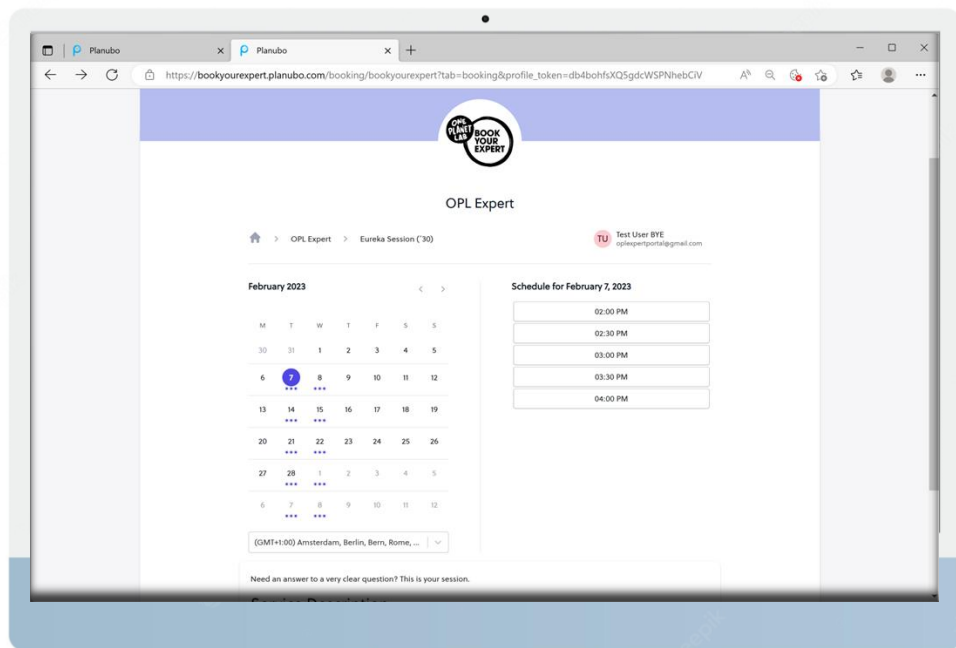 Planubo
Planubo
https://bookyourexpert.planubo.com/booking/bookyourexpert?tab=booking&profile_token=db4bohfsXQ5gdcWSPNhebCiV
ONE PLANET LAB
BOOK YOUR EXPERT
OPL Expert
OPL Expert > Eureka Session ('30)
TU
Test User BYE
oplexpertportal@gmail.com
February 2023
M T W T F S S
30 31 1 2 3 4 5
6 7 8 9 10 11 12
13 14 15 16 17 18 19
20 21 22 23 24 25 26
27 28 1 2 3 4 5
6 7 8 9 10 11 12
(GMT+1:00) Amsterdam, Berlin, Bern, Rome, ...
Schedule for February 7, 2023
02:00 PM
02:30 PM
03:00 PM
03:30 PM
04:00 PM
Need an answer to a very clear question? This is your session.